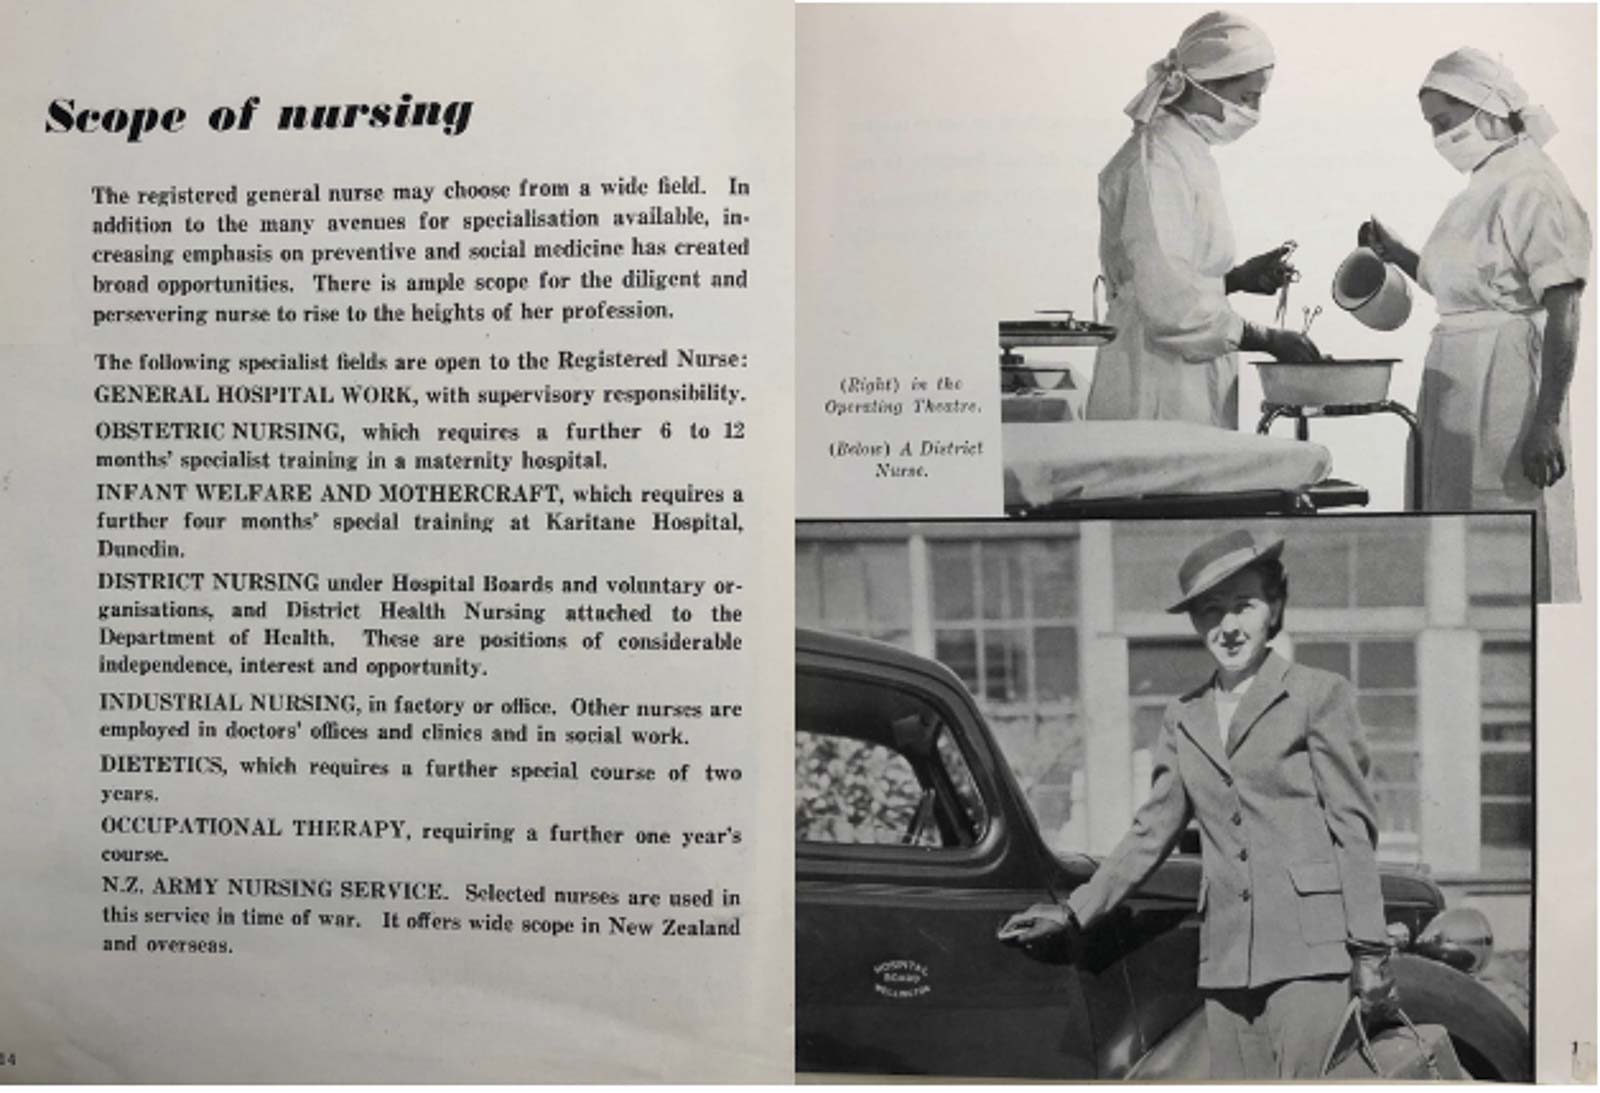 Scope of nursing
The registered general nurse may choose from a wide field. In
addition to the many avenues for specialisation available, in-
creasing emphasis on preventive and social medicine has created
broad opportunities. There is ample scope for the diligent and
persevering nurse to rise to the heights of her profession.
The following specialist fields are open to the Registered Nurse:
GENERAL HOSPITAL WORK, with supervisory responsibility.
OBSTETRIC NURSING, which requires a further 6 to 12
months' specialist training in a maternity hospital.
INFANT WELFARE AND MOTHERCRAFT, which requires a
further four months' special training at Karitane Hospital,
Dunedin.
DISTRICT NURSING under Hospital Boards and voluntary or-
ganisations, and District Health Nursing attached to the
Department of Health. These are positions of considerable
independence, interest and opportunity.
INDUSTRIAL NURSING, in factory or office. Other nurses are
employed in doctors' offices and clinics and in social work.
DIETETICS, which requires a further special course of two
years.
OCCUPATIONAL THERAPY, requiring a further one year's
course.
N.Z. ARMY NURSING SERVICE. Selected nurses are used in
this service in time of war. It offers wide scope in New Zealand
and overseas.
(Right) in the
Operating Theatre.
(Below) A District
Nurse.
HOSPITAL
BOARD
WELLINGTON